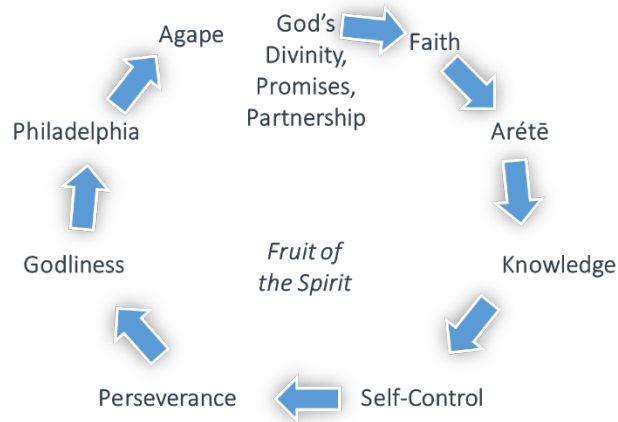 God's
Divinity,
Promises,
Partnership
Faith
Arétē
Knowledge
Self-Control
Perseverance
Godliness
Philadelphia
Agape
Fruit of
the Spirit